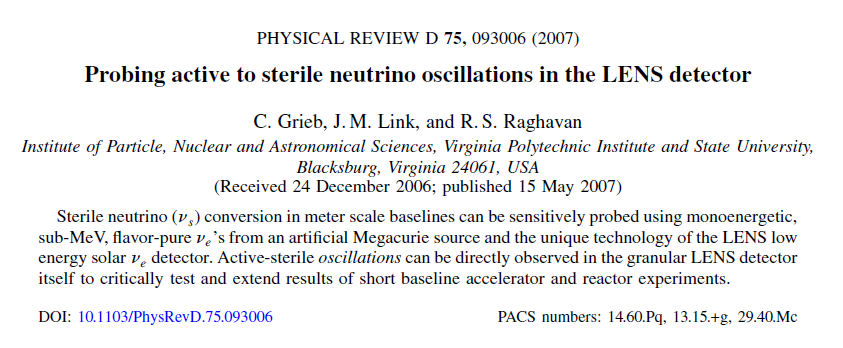 PHYSICAL REVIEW D 75, 093006 (2007)
Probing active to sterile neutrino oscillations in the LENS detector
C. Grieb, J. M. Link, and R. S. Raghavan
Institute of Particle, Nuclear and Astronomical Sciences, Virginia Polytechnic Institute and State University,
Blacksburg, Virginia 24061, USA
(Received 24 December 2006; published 15 May 2007)
Sterile neutrino (νs) conversion in meter scale baselines can be sensitively probed using monoenergetic,
sub-MeV, flavor-pure νe's from an artificial Megacurie source and the unique technology of the LENS low
energy solar νe detector. Active-sterile oscillations can be directly observed in the granular LENS detector
itself to critically test and extend results of short baseline accelerator and reactor experiments.
DOI: 10.1103/PhysRevD.75.093006 PACS numbers: 14.60.Pq, 13.15.+g, 29.40.Mc